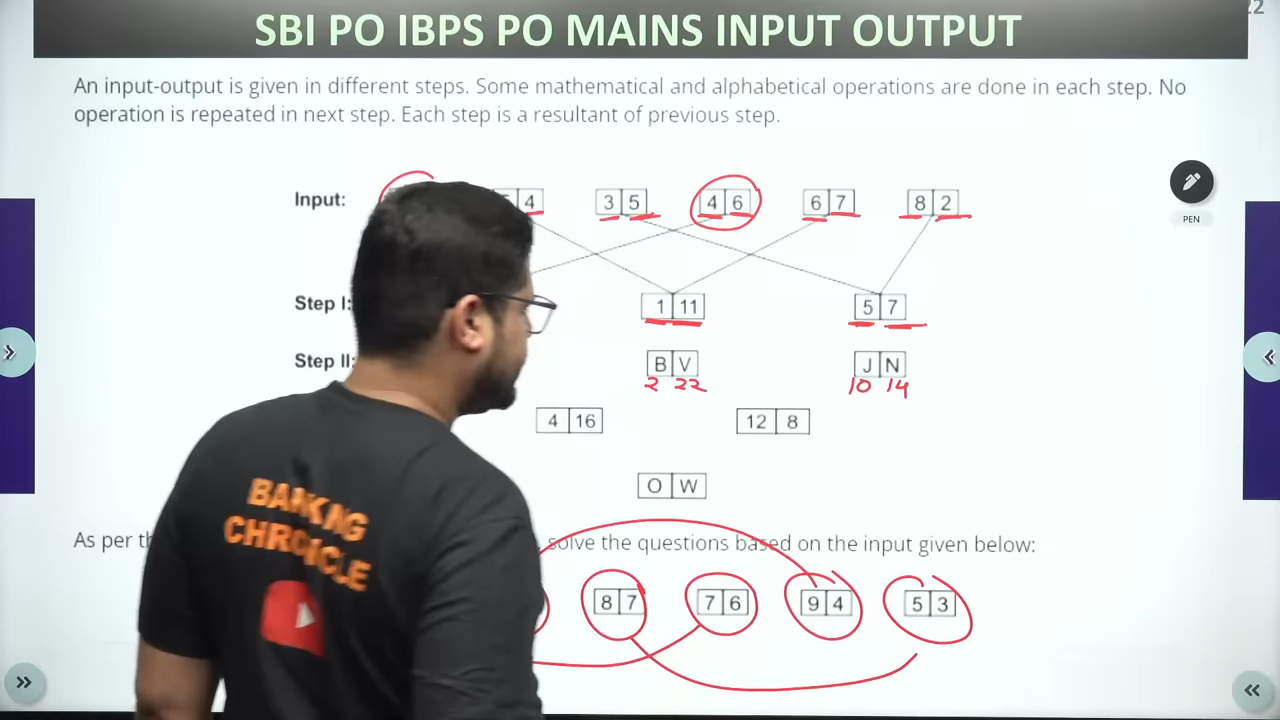 SBI PO IBPS PO MAINS INPUT OUTPUT
22
An input-output is given in different steps. Some mathematical and alphabetical operations are done in each step. No
operation is repeated in next step. Each step is a resultant of previous step.
Input: 4 3 5 4 6 6 7 8 2
PEN
Step I: 1 11 5 7
Step II: B V J N
2 22 10 14
4 16 12 8
O W
As per solve the questions based on the input given below:
8 7 7 6 9 4 5 3
BANKING
CHRONICLE